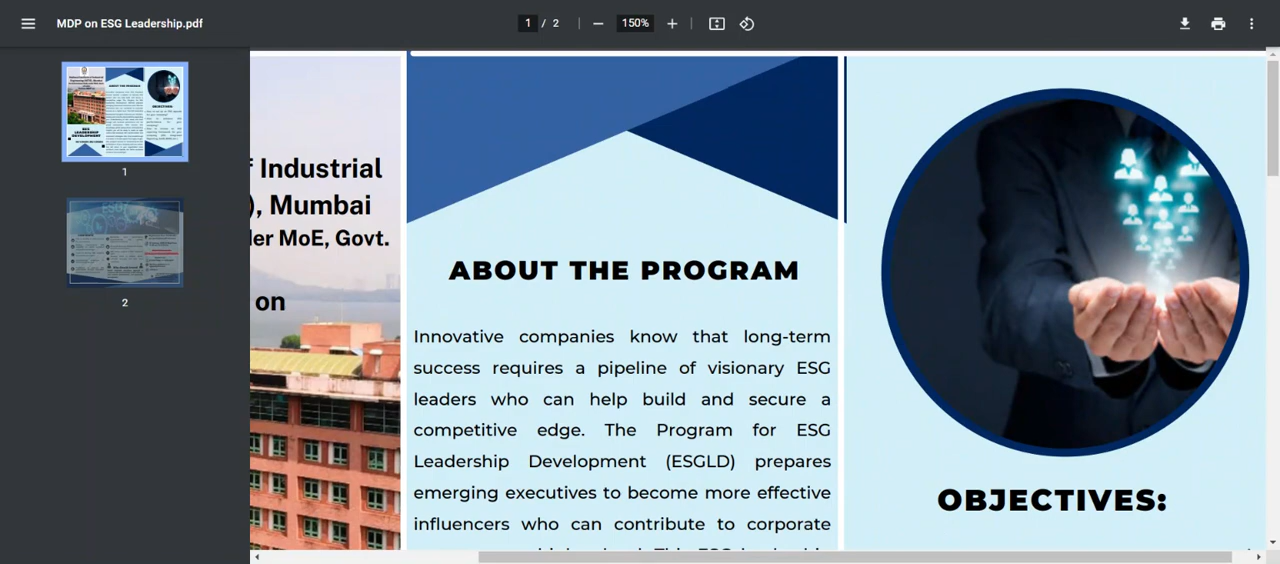 MDP on ESG Leadership.pdf
1 / 2
150%
1
2
f Industrial
), Mumbai
der MoE, Govt.
on
ABOUT THE PROGRAM
Innovative companies know that long-term
success requires a pipeline of visionary ESG
leaders who can help build and secure a
competitive edge. The Program for ESG
Leadership Development (ESGLD) prepares
emerging executives to become more effective
influencers who can contribute to corporate
OBJECTIVES: